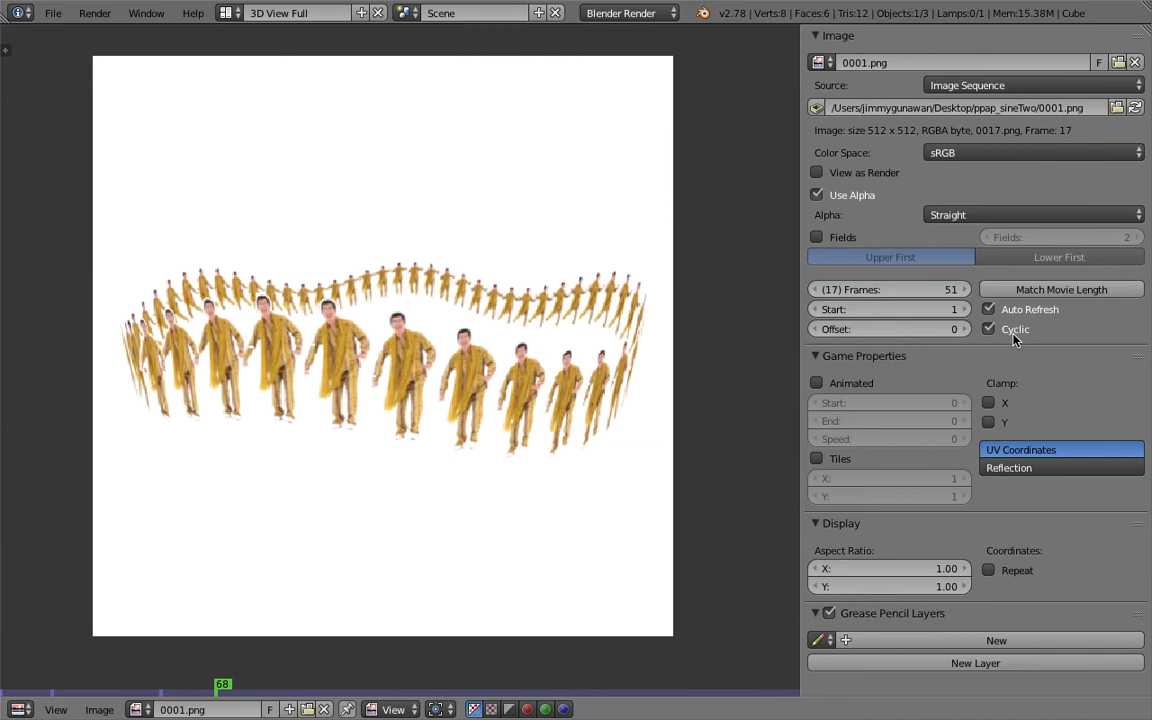 File Render Window Help 3D View Full Scene Blender Render v2.78 | Verts:8 | Faces:6 | Tris:12 | Objects:1/3 | Lamps:0/1 | Mem:15.38M | Cube
Image
0001.png F
Source: Image Sequence
/Users/jimmygunawan/Desktop/ppap_sineTwo/0001.png
Image: size 512 x 512, RGBA byte, 0017.png, Frame: 17
Color Space: sRGB
View as Render
Use Alpha
Alpha: Straight
Fields Fields: 2
Upper First Lower First
(17) Frames: 51 Match Movie Length
Start: 1 Auto Refresh
Offset: 0 Cyclic
Game Properties
Animated Clamp:
Start: 0 X
End: 0 Y
Speed: 0 UV Coordinates
Tiles Reflection
X: 1
Y: 1
Display
Aspect Ratio: Coordinates:
X: 1.00 Repeat
Y: 1.00
Grease Pencil Layers
New
New Layer
68
View Image 0001.png F View